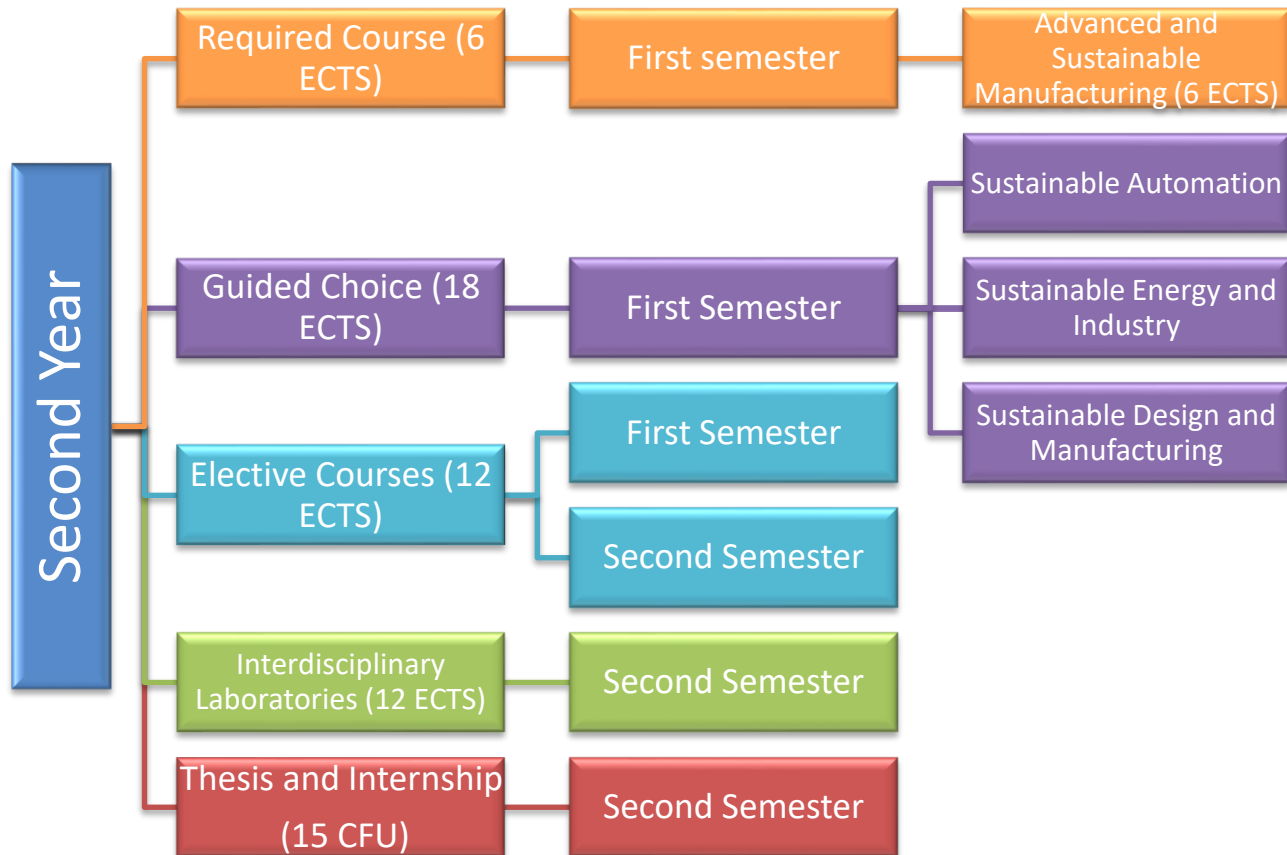 Second Year
Required Course (6
ECTS)
First semester
Advanced and
Sustainable
Manufacturing (6 ECTS)
Guided Choice (18
ECTS)
First Semester
Sustainable Automation
Sustainable Energy and
Industry
Sustainable Design and
Manufacturing
Elective Courses (12
ECTS)
First Semester
Second Semester
Interdisciplinary
Laboratories (12 ECTS)
Second Semester
Thesis and Internship
(15 CFU)
Second Semester